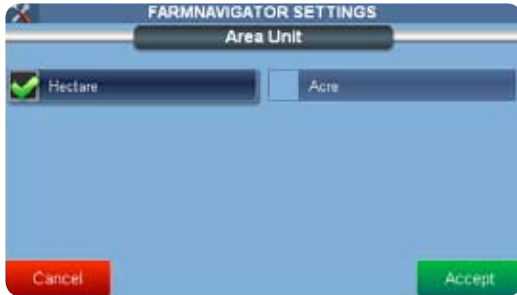 FARMNAVIGATOR SETTINGS
Area Unit
Hectare Acre
Cancel Accept